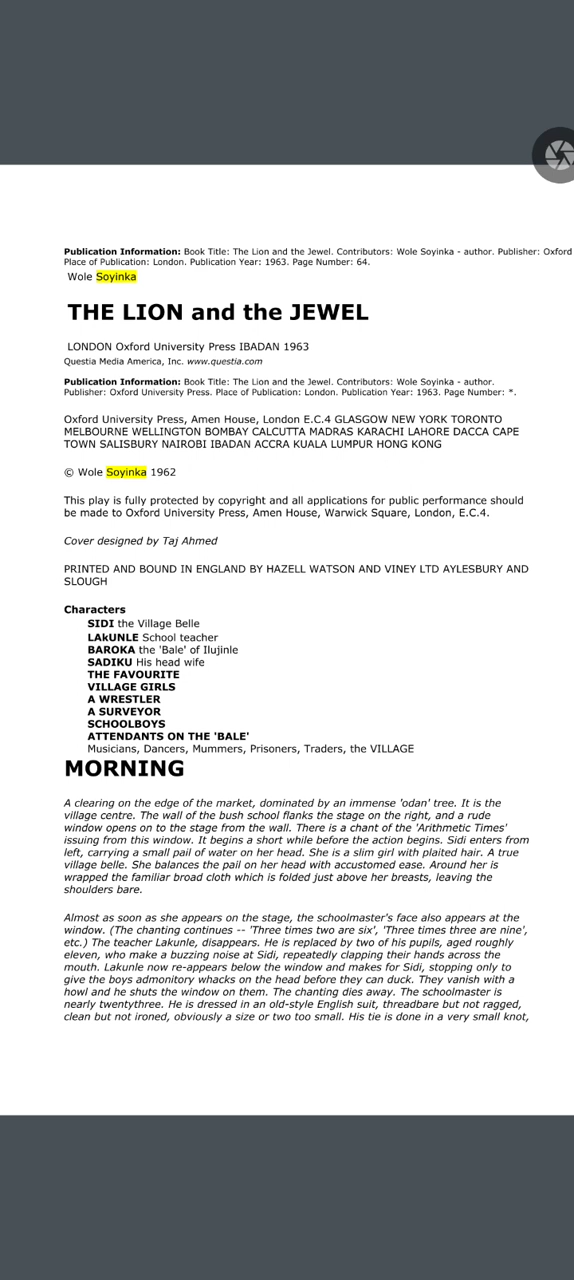 Publication Information: Book Title: The Lion and the Jewel. Contributors: Wole Soyinka - author. Publisher: Oxford
Place of Publication: London. Publication Year: 1963. Page Number: 64.
Wole Soyinka
THE LION and the JEWEL
LONDON Oxford University Press IBADAN 1963
Questia Media America, Inc. www.questia.com
Publication Information: Book Title: The Lion and the Jewel. Contributors: Wole Soyinka - author.
Publisher: Oxford University Press. Place of Publication: London. Publication Year: 1963. Page Number: *.
Oxford University Press, Amen House, London E.C.4 GLASGOW NEW YORK TORONTO
MELBOURNE WELLINGTON BOMBAY CALCUTTA MADRAS KARACHI LAHORE DACCA CAPE
TOWN SALISBURY NAIROBI IBADAN ACCRA KUALA LUMPUR HONG KONG
© Wole Soyinka 1962
This play is fully protected by copyright and all applications for public performance should
be made to Oxford University Press, Amen House, Warwick Square, London, E.C.4.
Cover designed by Taj Ahmed
PRINTED AND BOUND IN ENGLAND BY HAZELL WATSON AND VINEY LTD AYLESBURY AND
SLOUGH
Characters
SIDI the Village Belle
LAkUNLE School teacher
BAROKA the 'Bale' of Ilujinle
SADIKU His head wife
THE FAVOURITE
VILLAGE GIRLS
A WRESTLER
A SURVEYOR
SCHOOLBOYS
ATTENDANTS ON THE 'BALE'
Musicians, Dancers, Mummers, Prisoners, Traders, the VILLAGE
MORNING
A clearing on the edge of the market, dominated by an immense 'odan' tree. It is the
village centre. The wall of the bush school flanks the stage on the right, and a rude
window opens on to the stage from the wall. There is a chant of the 'Arithmetic Times'
issuing from this window. It begins a short while before the action begins. Sidi enters from
left, carrying a small pail of water on her head. She is a slim girl with plaited hair. A true
village belle. She balances the pail on her head with accustomed ease. Around her is
wrapped the familiar broad cloth which is folded just above her breasts, leaving the
shoulders bare.
Almost as soon as she appears on the stage, the schoolmaster's face also appears at the
window. (The chanting continues -- 'Three times two are six', 'Three times three are nine',
etc.) The teacher Lakunle, disappears. He is replaced by two of his pupils, aged roughly
eleven, who make a buzzing noise at Sidi, repeatedly clapping their hands across the
mouth. Lakunle now re-appears below the window and makes for Sidi, stopping only to
give the boys admonitory whacks on the head before they can duck. They vanish with a
howl and he shuts the window on them. The chanting dies away. The schoolmaster is
nearly twentythree. He is dressed in an old-style English suit, threadbare but not ragged,
clean but not ironed, obviously a size or two too small. His tie is done in a very small knot,